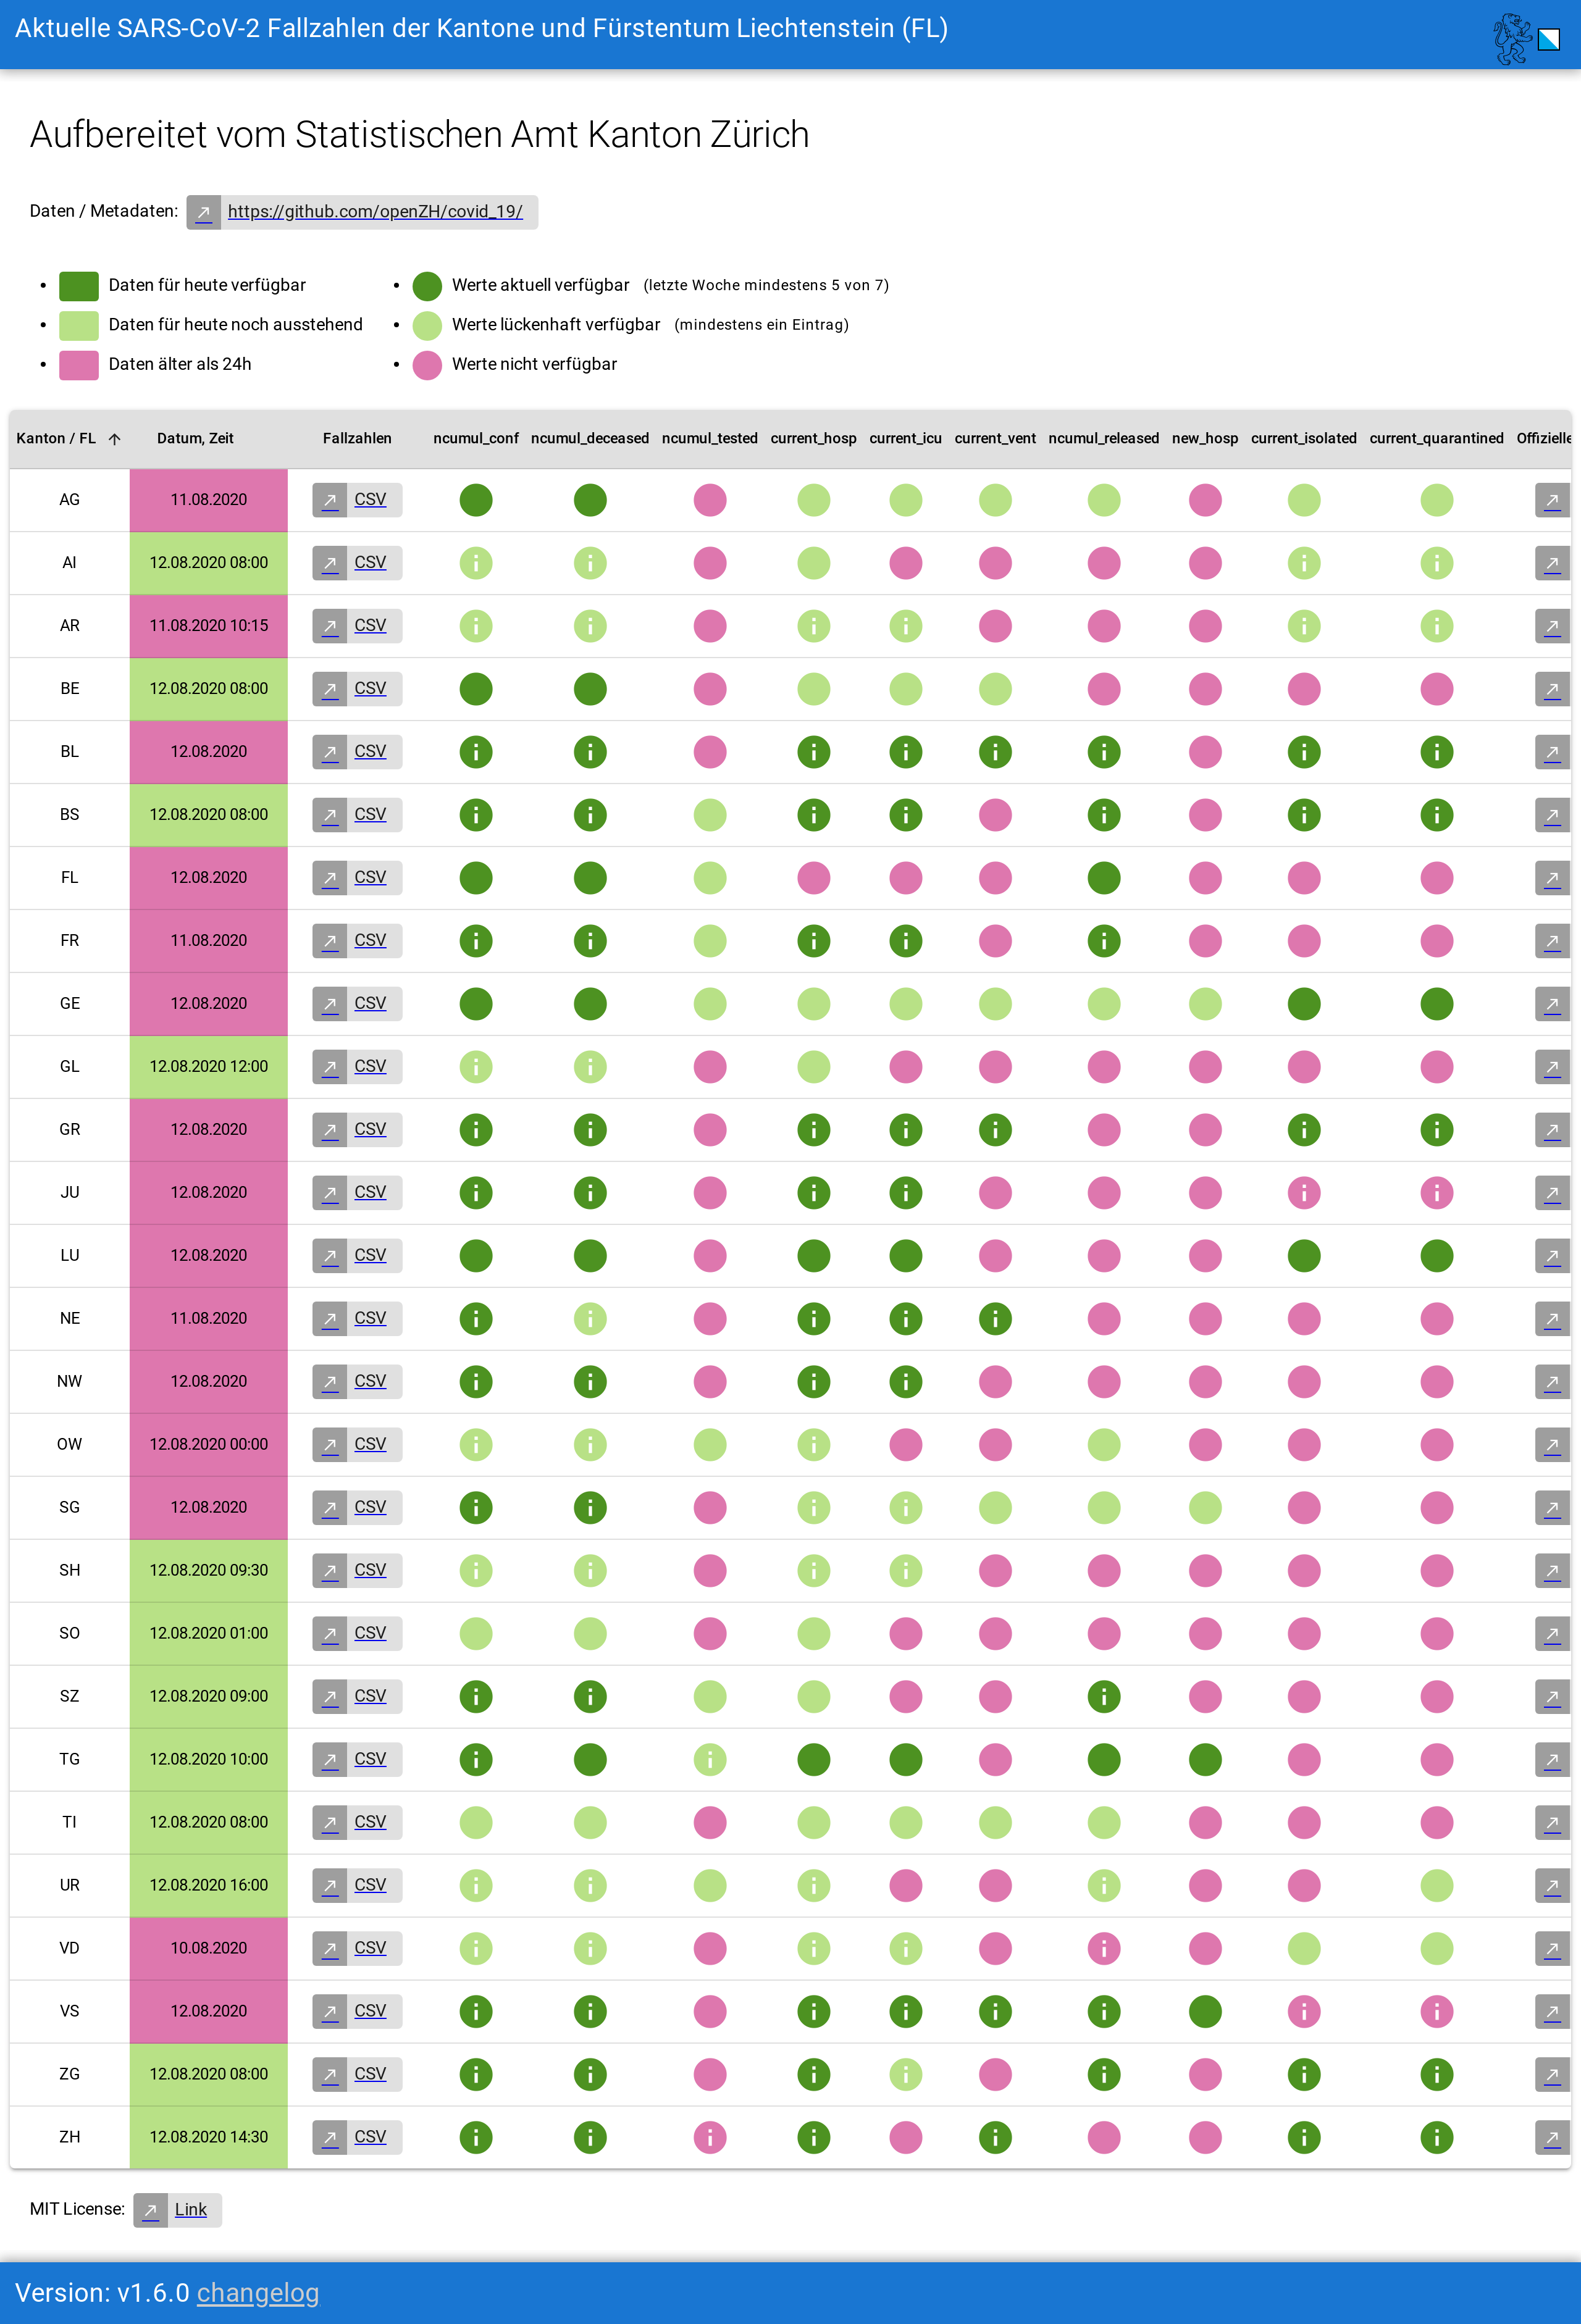 Aktuelle SARS-CoV-2 Fallzahlen der Kantone und Fürstentum Liechtenstein (FL)
Aufbereitet vom Statistischen Amt Kanton Zürich
Daten / Metadaten: https://github.com/openZH/covid_19/
Daten für heute verfügbar
Daten für heute noch ausstehend
Daten älter als 24h
Werte aktuell verfügbar (letzte Woche mindestens 5 von 7)
Werte lückenhaft verfügbar (mindestens ein Eintrag)
Werte nicht verfügbar
Kanton / FL Datum, Zeit Fallzahlen ncumul_conf ncumul_deceased ncumul_tested current_hosp current_icu current_vent ncumul_released new_hosp current_isolated current_quarantined Offizielle
AG 11.08.2020 CSV
AI 12.08.2020 08:00 CSV
AR 11.08.2020 10:15 CSV
BE 12.08.2020 08:00 CSV
BL 12.08.2020 CSV
BS 12.08.2020 08:00 CSV
FL 12.08.2020 CSV
FR 11.08.2020 CSV
GE 12.08.2020 CSV
GL 12.08.2020 12:00 CSV
GR 12.08.2020 CSV
JU 12.08.2020 CSV
LU 12.08.2020 CSV
NE 11.08.2020 CSV
NW 12.08.2020 CSV
OW 12.08.2020 00:00 CSV
SG 12.08.2020 CSV
SH 12.08.2020 09:30 CSV
SO 12.08.2020 01:00 CSV
SZ 12.08.2020 09:00 CSV
TG 12.08.2020 10:00 CSV
TI 12.08.2020 08:00 CSV
UR 12.08.2020 16:00 CSV
VD 10.08.2020 CSV
VS 12.08.2020 CSV
ZG 12.08.2020 08:00 CSV
ZH 12.08.2020 14:30 CSV
MIT License: Link
Version: v1.6.0 changelog